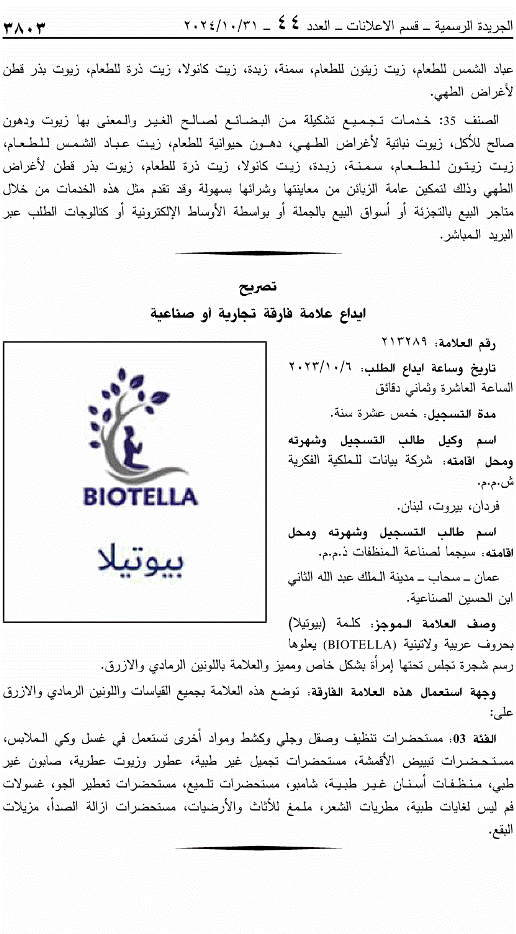 الجريدة الرسمية ــ قسم الاعلانات ــ العدد ٤٤ ــ ٢٠٢٤/١٠/٣١
٣٨٠٣
عباد الشمس للطعام، زيت زيتون للطعام، سمنة، زبدة، زيت كانولا، زيت ذرة للطعام، زيوت بذر قطن
لأغراض الطهي.
الصنف 35: خدمات تجميع تشكيلة من البضائع لصالح الغير والمعنى بها زيوت ودهون
صالح للأكل، زيوت نباتية لأغراض الطهي، دهون حيوانية للطعام، زيت عباد الشمس للطعام،
زيت زيتون للطعام، سمنة، زبدة، زيت كانولا، زيت ذرة للطعام، زيوت بذر قطن لأغراض
الطهي وذلك لتمكين عامة الزبائن من معاينتها وشرائها بسهولة وقد تقدم مثل هذه الخدمات من خلال
متاجر البيع بالتجزئة أو أسواق البيع بالجملة أو بواسطة الأوساط الإلكترونية أو كتالوجات الطلب عبر
البريد المباشر.
تصريح
ايداع علامة فارقة تجارية او صناعية
رقم العلامة: ٢١٣٢٨٩
تاريخ وساعة ايداع الطلب: ٢٠٢٣/١٠/٦
الساعة العاشرة وثماني دقائق
مدة التسجيل: خمس عشرة سنة.
اسم وكيل طالب التسجيل وشهرته
ومحل اقامته: شركة بيانات للملكية الفكرية
ش.م.م.
فردان، بيروت، لبنان.
اسم طالب التسجيل وشهرته ومحل
اقامته: سيجما لصناعة المنظفات ذ.م.م.
عمان ــ سحاب ــ مدينة الملك عبد الله الثاني
ابن الحسين الصناعية.
BIOTELLA
بيوتيلا
وصف العلامة الموجز: كلمة (بيوتيلا)
بحروف عربية ولاتينية (BIOTELLA) يعلوها
رسم شجرة تجلس تحتها إمرأة بشكل خاص ومميز والعلامة باللونين الرمادي والازرق.
وجهة استعمال هذه العلامة الفارقة: توضع هذه العلامة بجميع القياسات واللونين الرمادي والازرق
على:
الفئة 03: مستحضرات تنظيف وصقل وجلي وكشط ومواد أخرى تستعمل في غسل وكي الملابس،
مستحضرات تبييض الأقمشة، مستحضرات تجميل غير طبية، عطور وزيوت عطرية، صابون غير
طبي، منظفات أسنان غير طبية، شامبو، مستحضرات تلميع، مستحضرات تعطير الجو، غسولات
فم ليس لغايات طبية، مطريات الشعر، ملمع للأثاث والأرضيات، مستحضرات ازالة الصدأ، مزيلات
البقع.